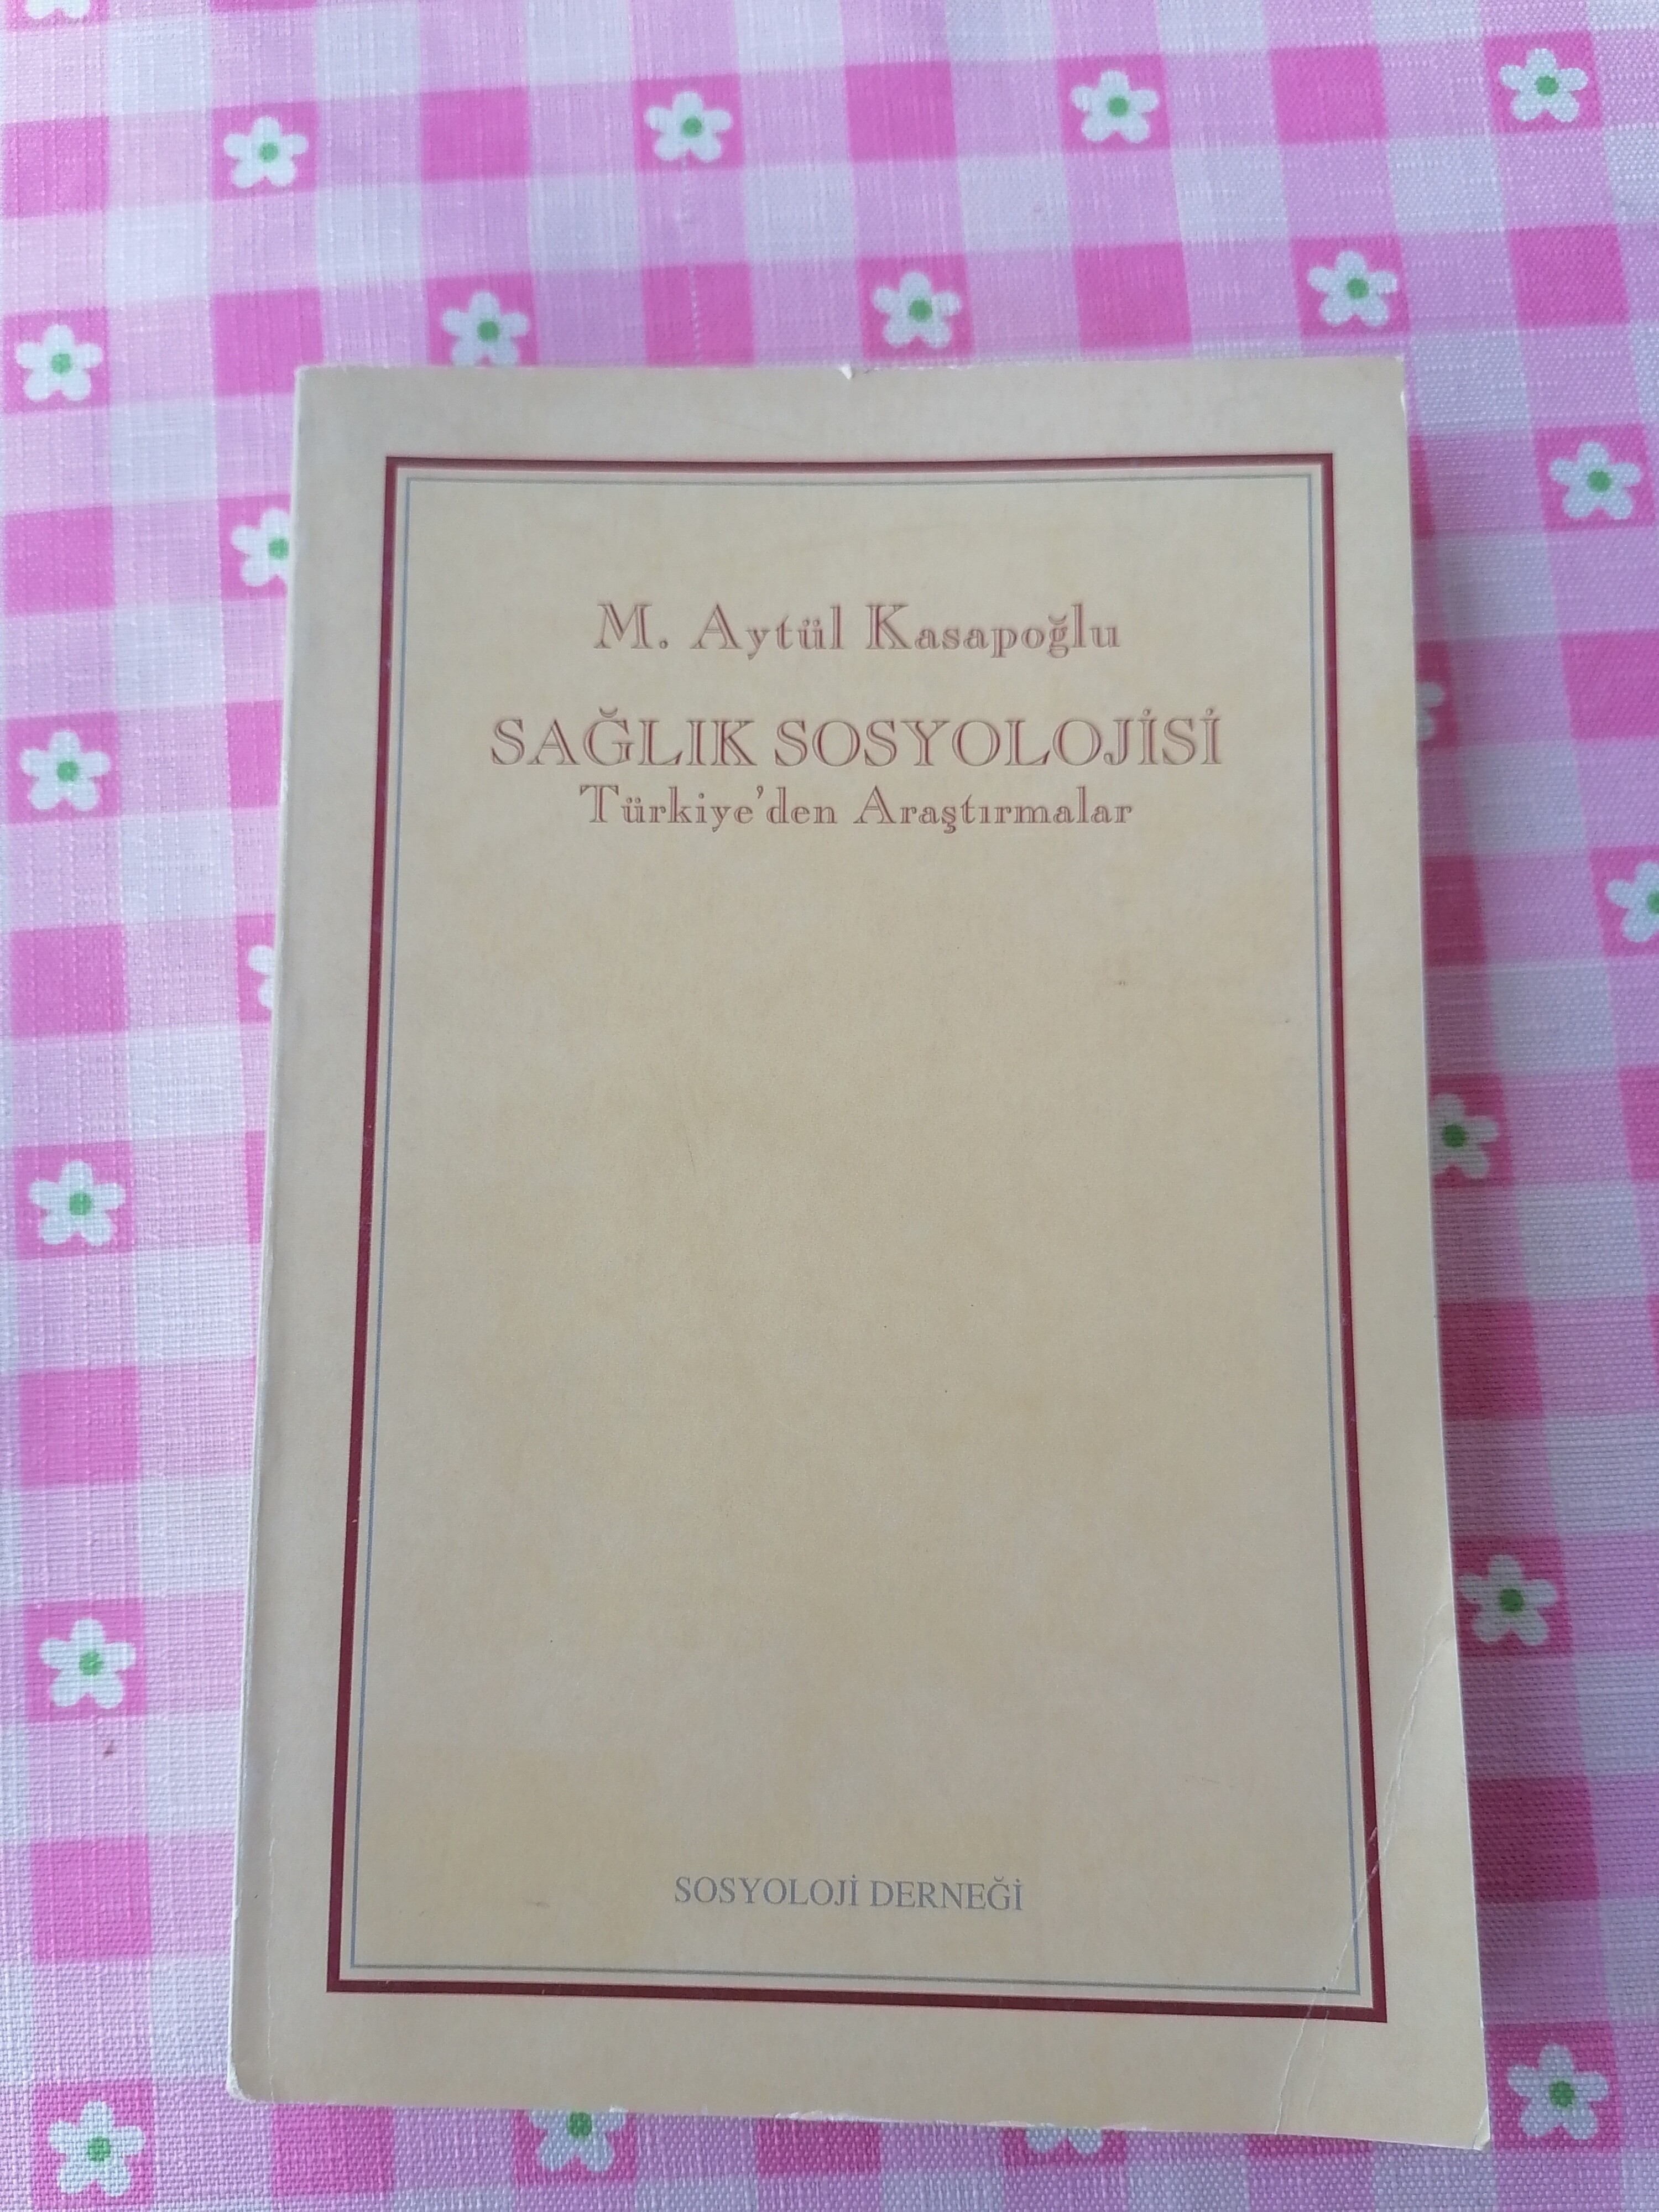 M. Aytül Kasapoğlu
SAĞLIK SOSYOLOJİSİ
Türkiye'den Araştırmalar
SOSYOLOJİ DERNEĞİ